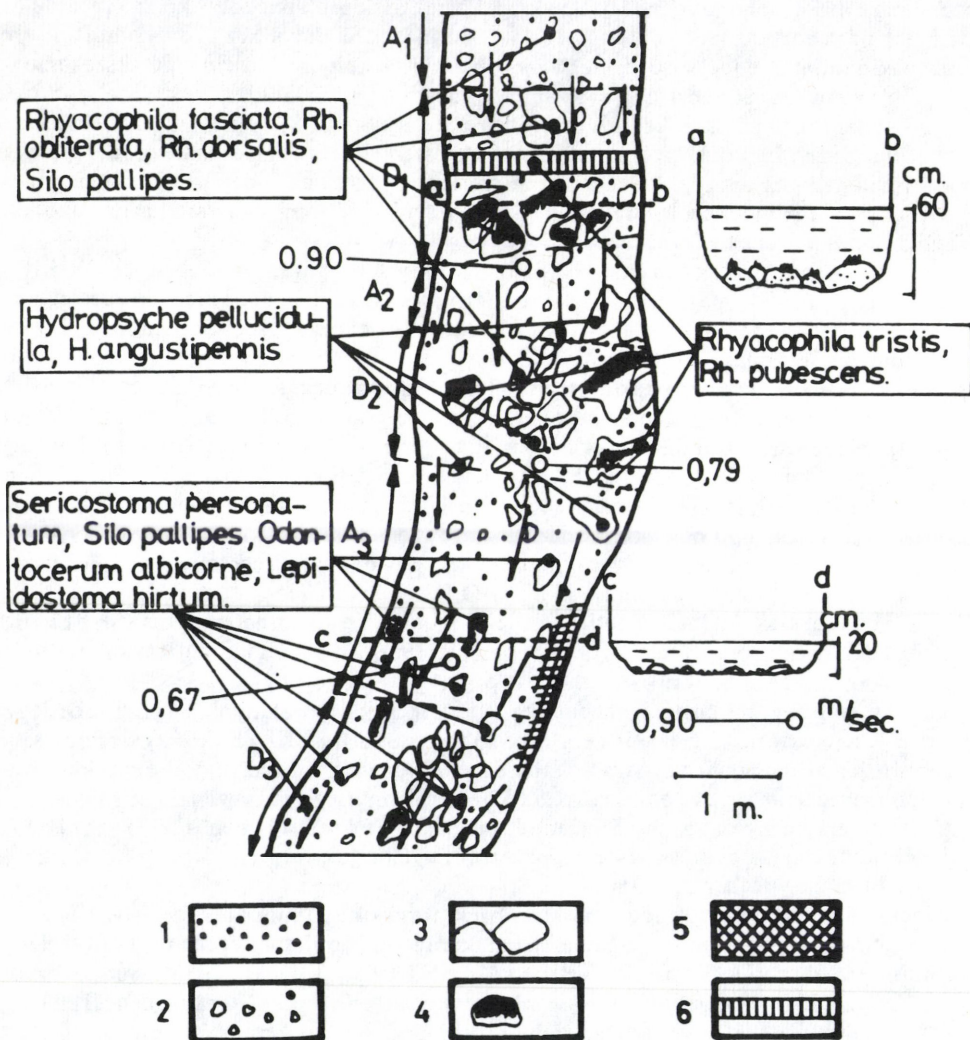 A1
Rhyacophila fasciata, Rh.
obliterata, Rh. dorsalis,
Silo pallipes.
D1
a
b
a
b
cm.
60
0,90
A2
Hydropsyche pellucidu-
la, H. angustipennis
Rhyacophila tristis,
Rh. pubescens.
D2
0,79
Sericostoma persona-
tum, Silo pallipes, Odon-
tocerum albicorne, Lepi-
dostoma hirtum.
A3
c
d
c
d
cm.
20
0,67
0,90
m/sec.
D3
1 m.
1
3
5
2
4
6